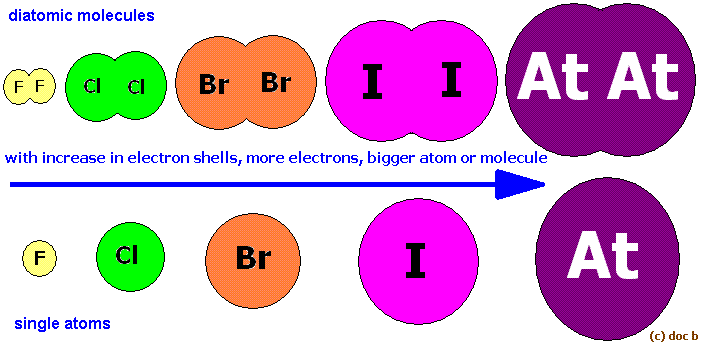 diatomic molecules
F F Cl Cl Br Br I I At At
with increase in electron shells, more electrons, bigger atom or molecule
F Cl Br I At
single atoms
(c) doc b